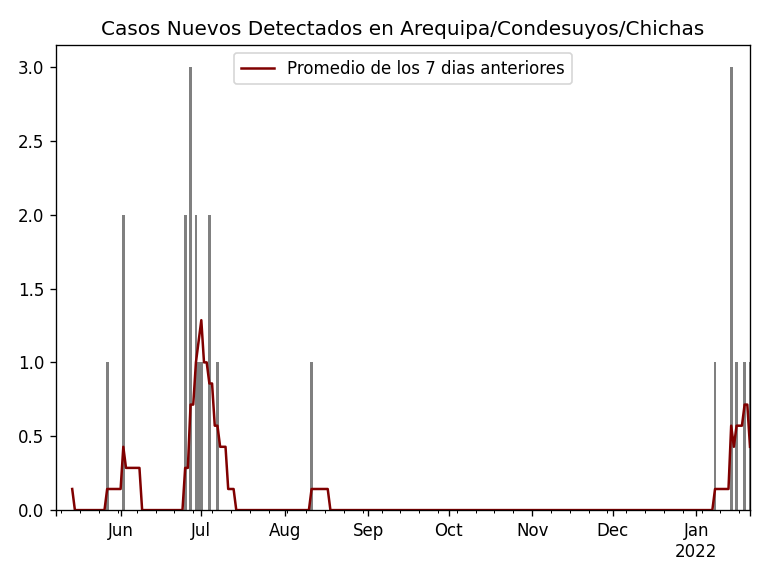 Casos Nuevos Detectados en Arequipa/Condesuyos/Chichas
Promedio de los 7 dias anteriores
3.0
2.5
2.0
1.5
1.0
0.5
0.0
Jun Jul Aug Sep Oct Nov Dec Jan
2022